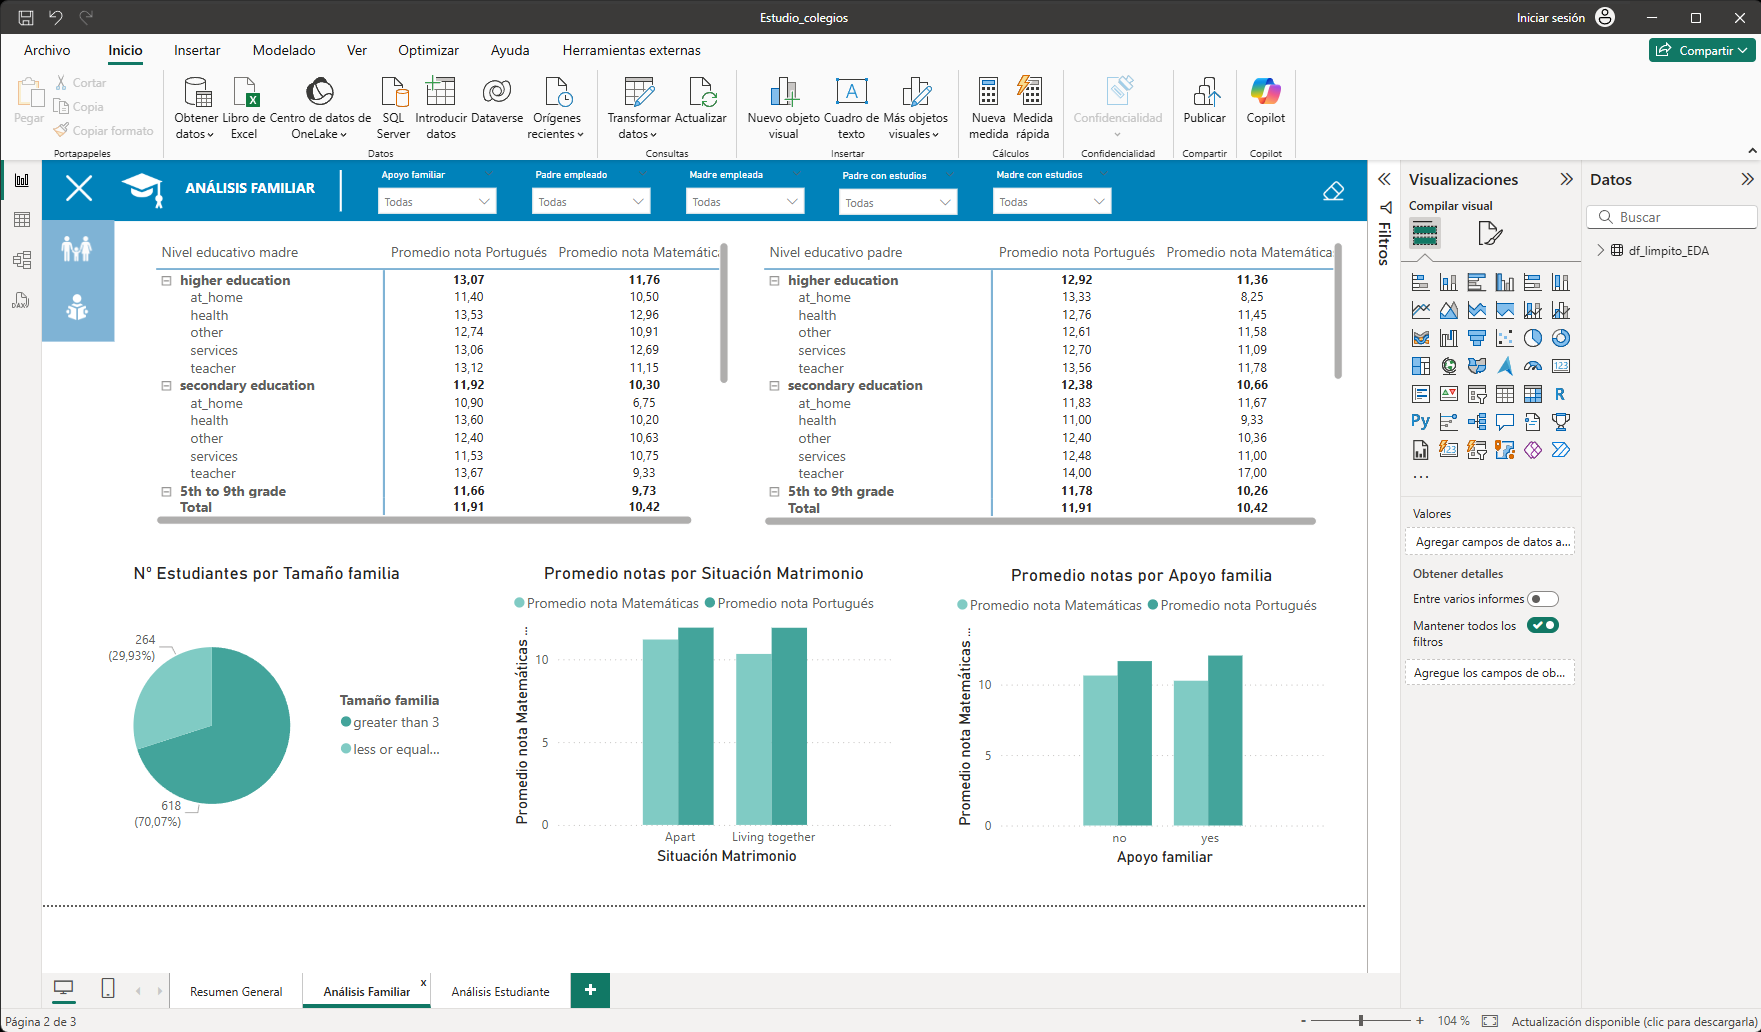 Estudio_colegios
Iniciar sesión
Archivo
Inicio
Insertar
Modelado
Ver
Optimizar
Ayuda
Herramientas externas
Compartir
Pegar
Cortar
Copia
Copiar formato
Portapapeles
Obtener datos
Libro de Excel
Centro de datos de OneLake
SQL Server
Introducir datos
Dataverse
Orígenes recientes
Datos
Transformar datos
Actualizar
Consultas
Nuevo objeto visual
Cuadro de texto
Más objetos visuales
Insertar
Nueva medida
Medida rápida
Cálculos
Confidencialidad
Confidencialidad
Publicar
Compartir
Copilot
Copilot
ANÁLISIS FAMILIAR
Apoyo familiar
Todas
Padre empleado
Todas
Madre empleada
Todas
Padre con estudios
Todas
Madre con estudios
Todas
Nivel educativo madre Promedio nota Portugués Promedio nota Matemática
higher education 13,07 11,76
at_home 11,40 10,50
health 13,53 12,96
other 12,74 10,91
services 13,06 12,69
teacher 13,12 11,15
secondary education 11,92 10,30
at_home 10,90 6,75
health 13,60 10,20
other 12,40 10,63
services 11,53 10,75
teacher 13,67 9,33
5th to 9th grade 11,66 9,73
Total 11,91 10,42
Nivel educativo padre Promedio nota Portugués Promedio nota Matemática
higher education 12,92 11,36
at_home 13,33 8,25
health 12,76 11,45
other 12,61 11,58
services 12,70 11,09
teacher 13,56 11,78
secondary education 12,38 10,66
at_home 11,83 11,67
health 11,00 9,33
other 12,40 10,36
services 12,48 11,00
teacher 14,00 17,00
5th to 9th grade 11,78 10,26
Total 11,91 10,42
Nº Estudiantes por Tamaño familia
264
(29,93%)
618
(70,07%)
Tamaño familia
greater than 3
less or equal...
Promedio notas por Situación Matrimonio
Promedio nota Matemáticas Promedio nota Portugués
Promedio nota Matemáticas ...
10
5
0
Apart Living together
Situación Matrimonio
Promedio notas por Apoyo familia
Promedio nota Matemáticas Promedio nota Portugués
Promedio nota Matemáticas ...
10
5
0
no yes
Apoyo familiar
Filtros
Visualizaciones
Compilar visual
123
R
Py
123
...
Valores
Agregar campos de datos a...
Obtener detalles
Entre varios informes
Mantener todos los
filtros
Agregue los campos de ob...
Datos
Buscar
df_limpito_EDA
Resumen General
Análisis Familiar
x
Análisis Estudiante
+
Página 2 de 3
- + 104 %
Actualización disponible (clic para descargarla)